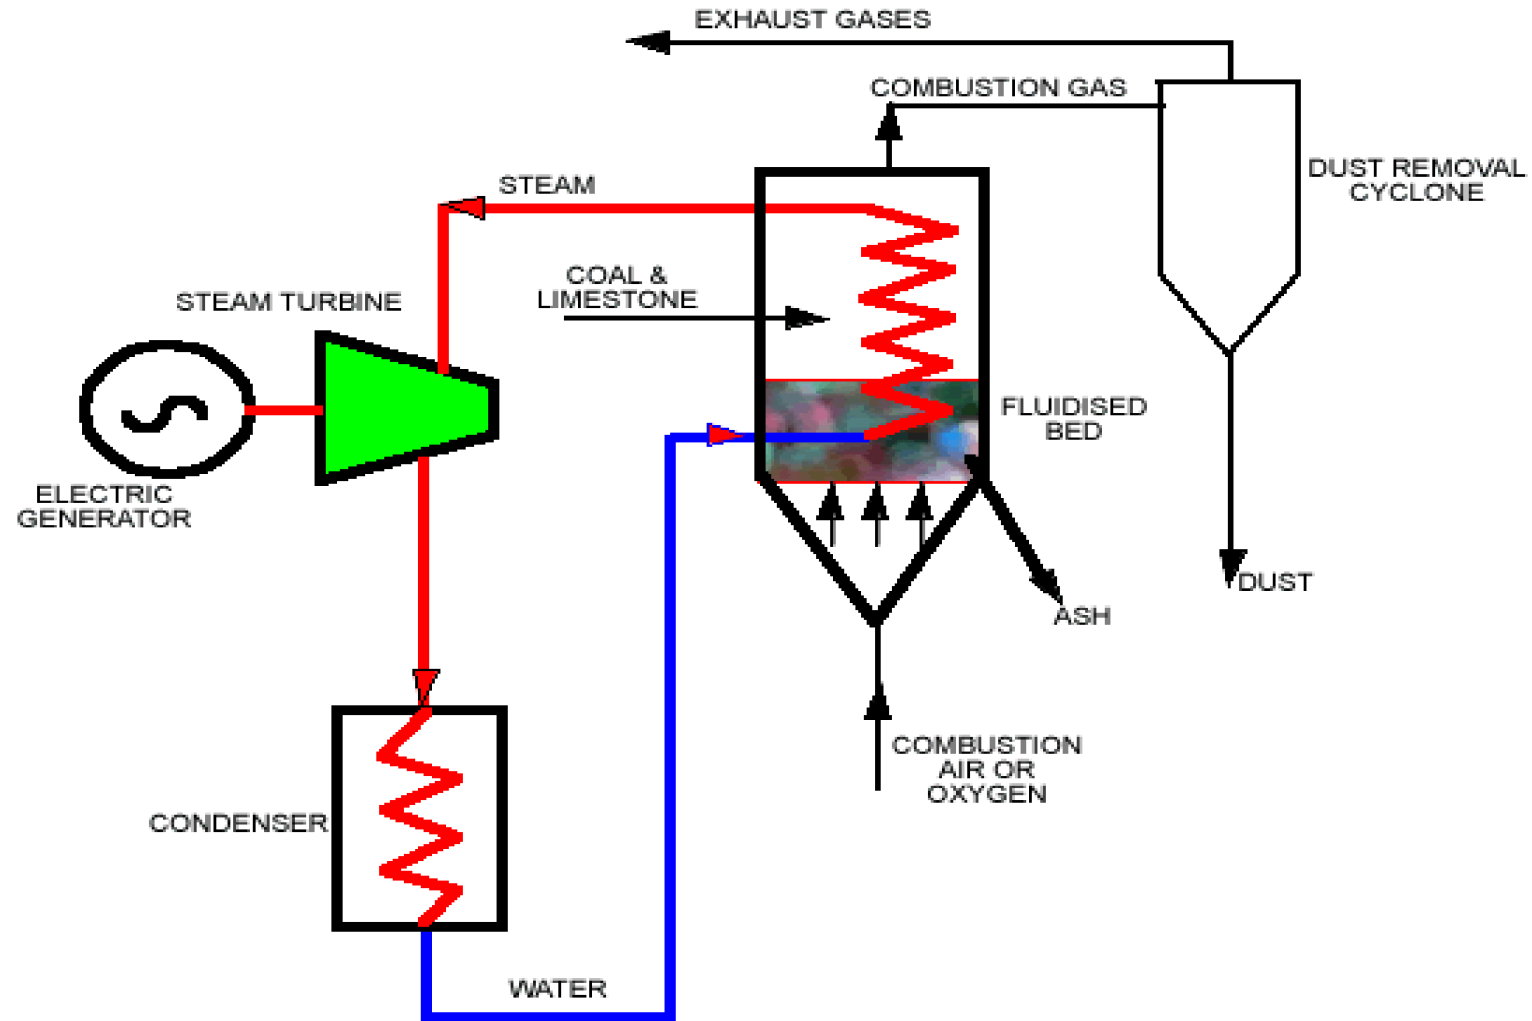 EXHAUST GASES
COMBUSTION GAS
DUST REMOVAL
CYCLONE
STEAM
COAL &
LIMESTONE
STEAM TURBINE
FLUIDISED
BED
ELECTRIC
GENERATOR
DUST
ASH
COMBUSTION
AIR OR
OXYGEN
CONDENSER
WATER